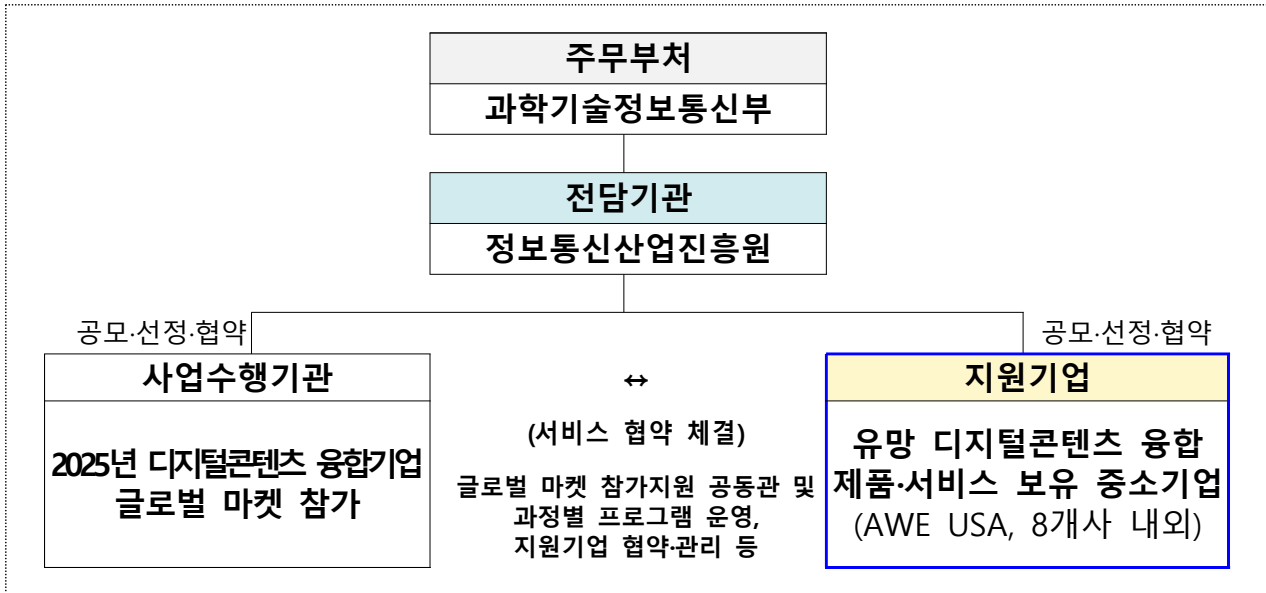 주무부처
과학기술정보통신부
전담기관
정보통신산업진흥원
공모·선정·협약
공모·선정·협약
사업수행기관
2025년 디지털콘텐츠 융합기업
글로벌 마켓 참가
↔
(서비스 협약 체결)
글로벌 마켓 참가지원 공동관 및
과정별 프로그램 운영,
지원기업 협약·관리 등
지원기업
유망 디지털콘텐츠 융합
제품·서비스 보유 중소기업
(AWE USA, 8개사 내외)